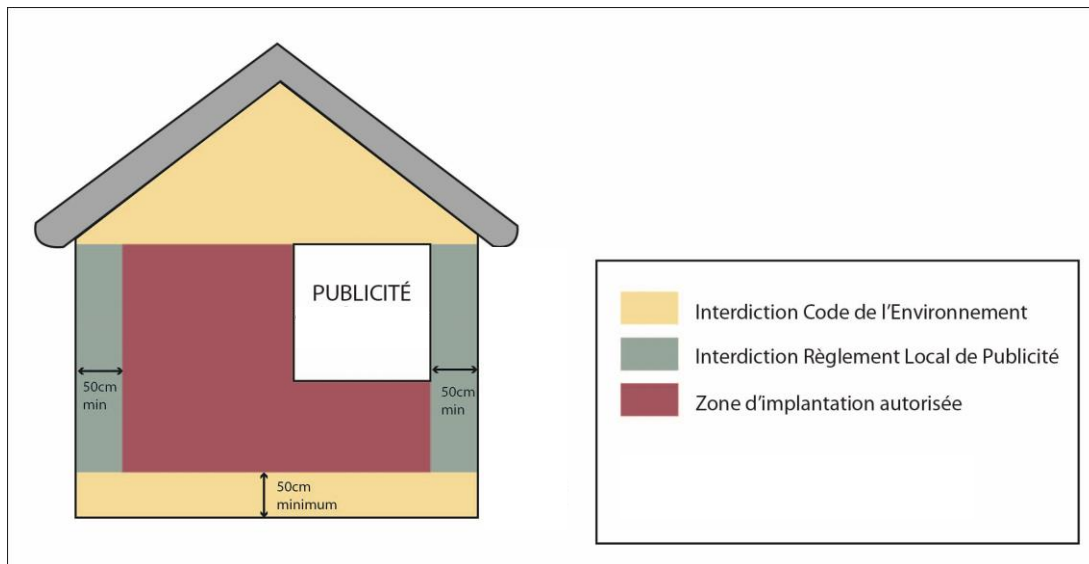 PUBLICITÉ
50cm
min
50cm
min
50cm
minimum
Interdiction Code de l'Environnement
Interdiction Règlement Local de Publicité
Zone d'implantation autorisée